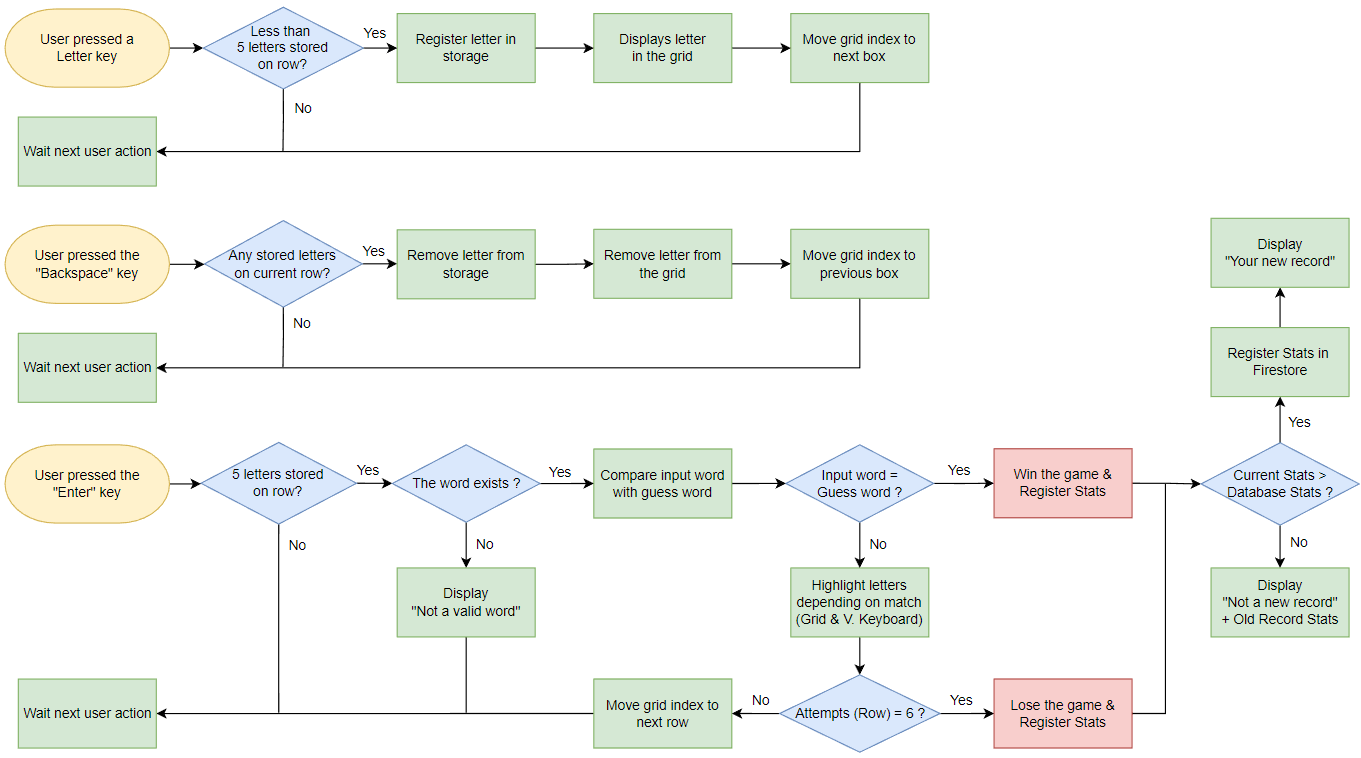 User pressed a
Letter key
Less than
5 letters stored
on row?
Yes
Register letter in
storage
Displays letter
in the grid
Move grid index to
next box
No
Wait next user action
User pressed the
"Backspace" key
Any stored letters
on current row?
Yes
Remove letter from
storage
Remove letter from
the grid
Move grid index to
previous box
No
Wait next user action
Display
"Your new record"
Register Stats in
Firestore
Yes
User pressed the
"Enter" key
5 letters stored
on row?
Yes
The word exists ?
Yes
Compare input word
with guess word
Input word =
Guess word ?
Yes
Win the game &
Register Stats
Current Stats >
Database Stats ?
No
No
No
No
Display
"Not a valid word"
Highlight letters
depending on match
(Grid & V. Keyboard)
Display
"Not a new record"
+ Old Record Stats
Wait next user action
Move grid index to
next row
No
Attempts (Row) = 6 ?
Yes
Lose the game &
Register Stats